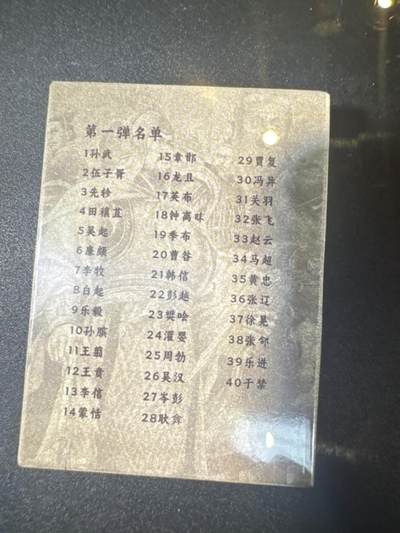 第一弹名单
1孙武
2伍子胥
3先轸
4田穰苴
5吴起
6廉颇
7李牧
8白起
9乐毅
10孙膑
11王翦
12王贲
13李信
14蒙恬
15章邯
16龙且
17英布
18钟离昧
19季布
20曹咎
21韩信
22彭越
23樊哙
24灌婴
25周勃
26吴汉
27岑彭
28耿弇
29贾复
30冯异
31关羽
32张飞
33赵云
34马超
35黄忠
36张辽
37徐晃
38张郃
39乐进
40于禁